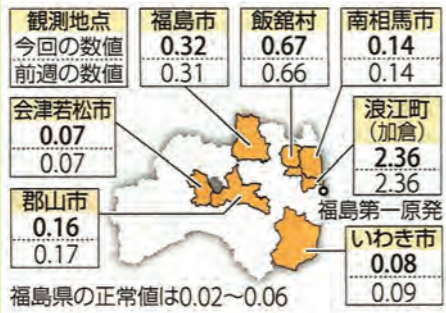 観測地点
今回の数値
前週の数値
福島市
0.32
0.31
飯舘村
0.67
0.66
南相馬市
0.14
0.14
会津若松市
0.07
0.07
浪江町
(加倉)
2.36
2.36
福島第一原発
郡山市
0.16
0.17
いわき市
0.08
0.09
福島県の正常値は0.02〜0.06